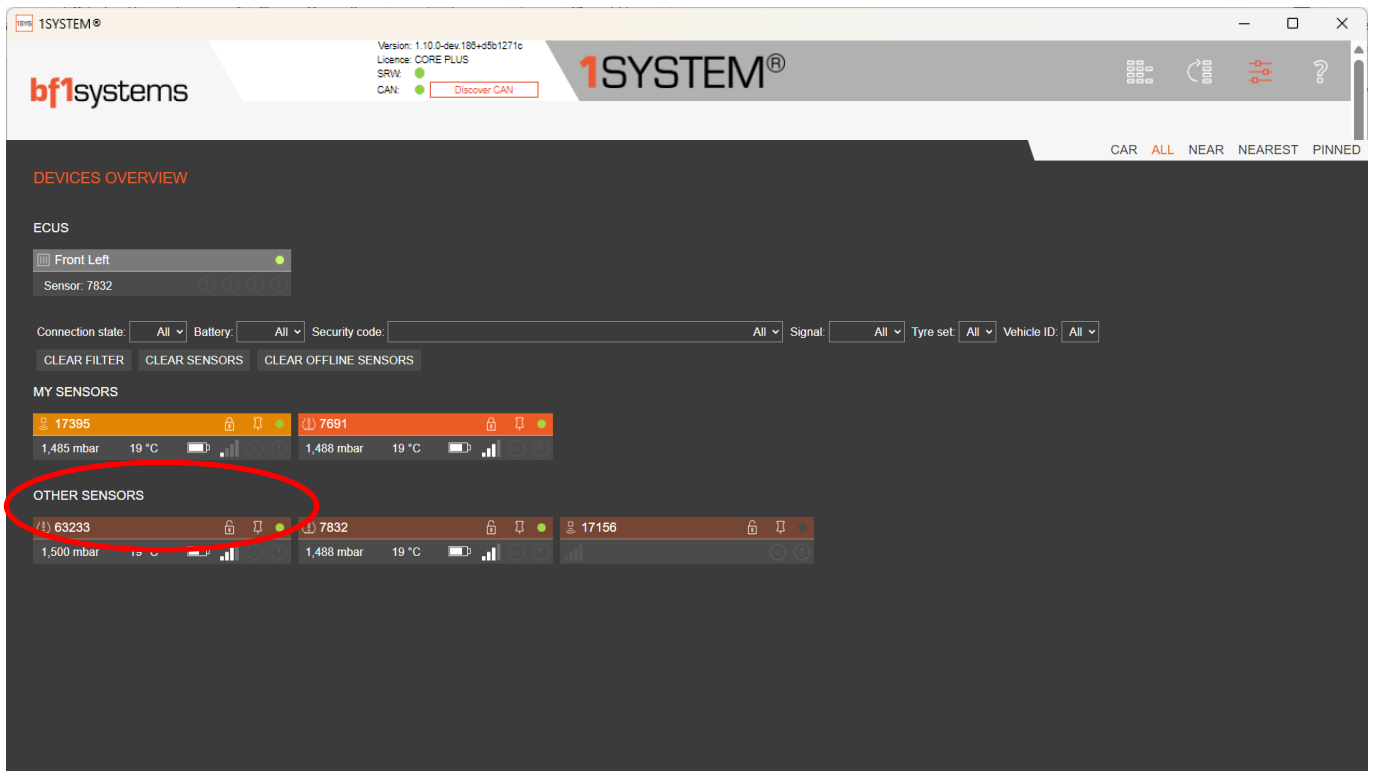 1SYS 1SYSTEM®
bf1systems
Version: 1.10.0-dev.186+d5b1271c
Licence: CORE PLUS
SRW:
CAN: Discover CAN
1SYSTEM®
CAR ALL NEAR NEAREST PINNED
DEVICES OVERVIEW
ECUS
Front Left
Sensor: 7832
Connection state: All Battery: All Security code: All Signal: All Tyre set: All Vehicle ID: All
CLEAR FILTER CLEAR SENSORS CLEAR OFFLINE SENSORS
MY SENSORS
17395 7691
1,485 mbar 19 °C 1,488 mbar 19 °C
OTHER SENSORS
63233 7832 17156
1,500 mbar 19 °C 1,488 mbar 19 °C